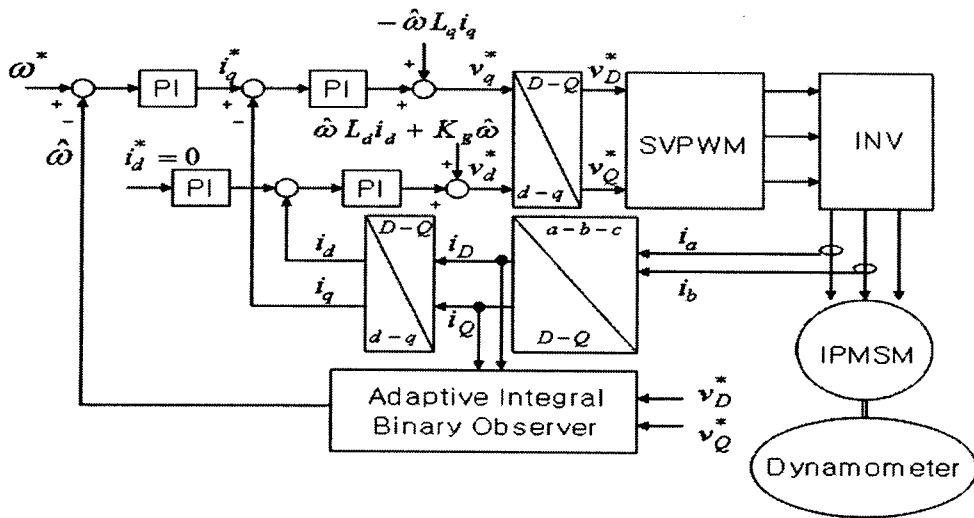 − ω̂ L_q i_q
ω*
+
−
PI
i_q*
+
−
PI
+
+
v_q*
D-Q
d-q
v_D*
v_Q*
SVPWM
INV
ω̂
ω̂ L_d i_d + K_E ω̂
i_d* = 0
PI
PI
+
+
v_d*
i_d
i_q
D-Q
d-q
i_D
i_Q
a-b-c
D-Q
i_a
i_b
IPMSM
Adaptive Integral
Binary Observer
v_D*
v_Q*
Dynamometer